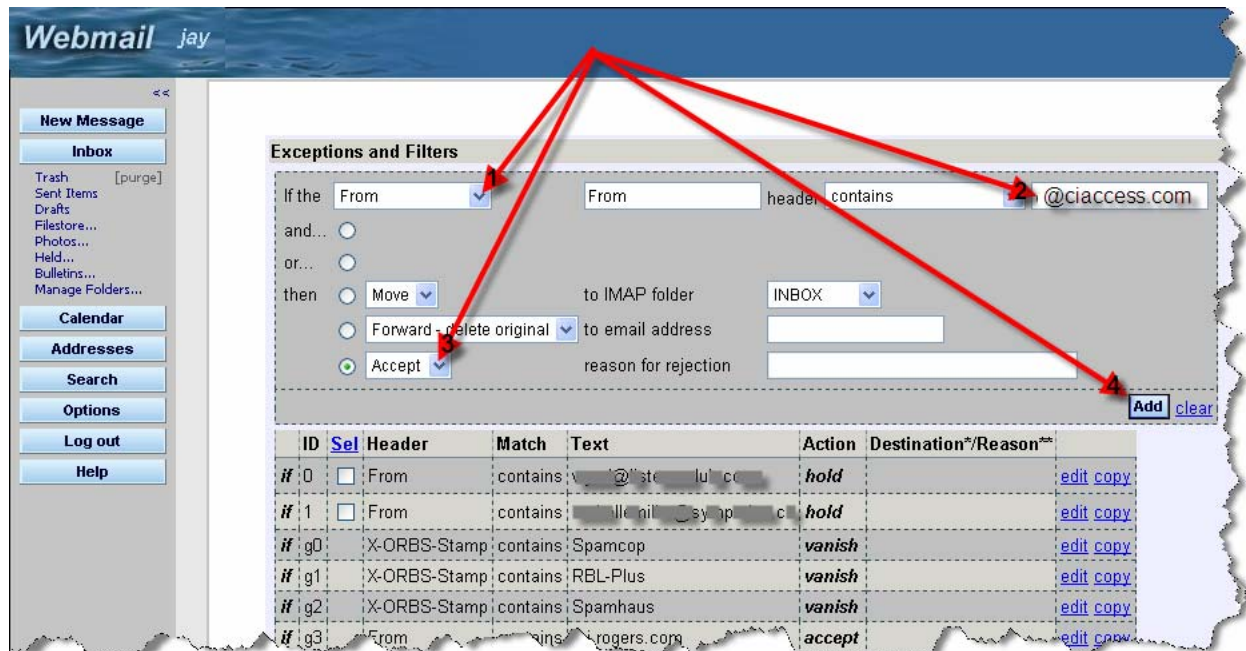 Webmail jay
<<
New Message
Inbox
Trash [purge]
Sent Items
Drafts
Filestore...
Photos...
Held...
Bulletins...
Manage Folders...
Calendar
Addresses
Search
Options
Log out
Help
Exceptions and Filters
If the From 1 From header contains 2 @ciaccess.com
and...
or...
then Move to IMAP folder INBOX
Forward - delete original to email address
3
Accept reason for rejection
4
Add clear
ID Sel Header Match Text Action Destination*/Reason**
if 0 From contains hold edit copy
if 1 From contains hold edit copy
if g0 X-ORBS-Stamp contains Spamcop vanish edit copy
if g1 X-ORBS-Stamp contains RBL-Plus vanish edit copy
if g2 X-ORBS-Stamp contains Spamhaus vanish edit copy
if g3 From rogers.com accept edit copy